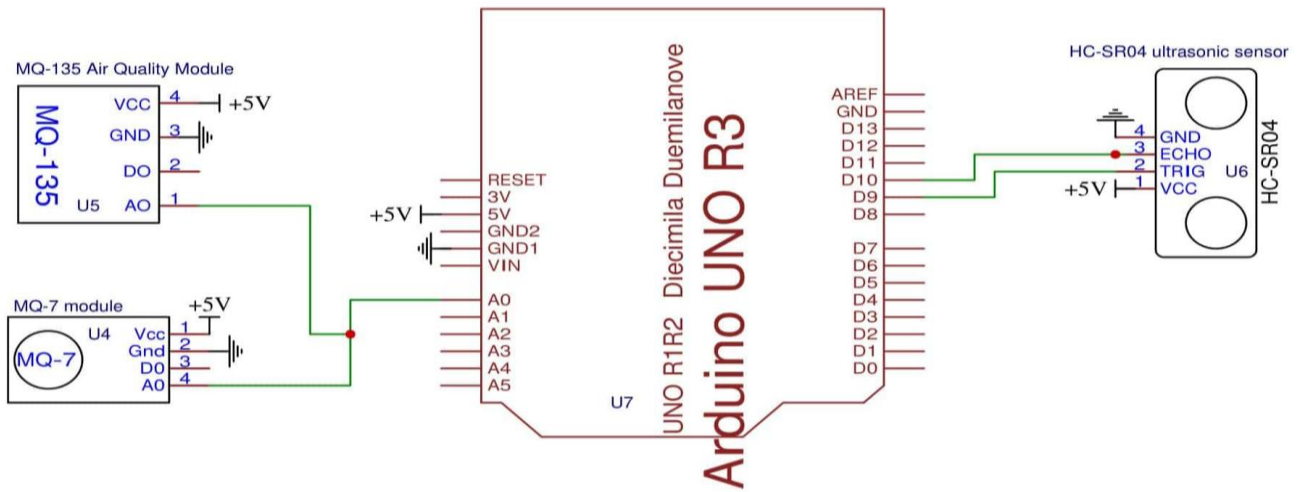 MQ-135 Air Quality Module
MQ-135
VCC 4 +5V
GND 3
DO 2
U5 AO 1
MQ-7 module
+5V
U4
MQ-7
Vcc 1
Gnd 2
D0 3
A0 4
+5V
RESET
3V
5V
GND2
GND1
VIN
A0
A1
A2
A3
A4
A5
U7
UNO R1R2 Diecimila Duemilanove
Arduino UNO R3
AREF
GND
D13
D12
D11
D10
D9
D8
D7
D6
D5
D4
D3
D2
D1
D0
HC-SR04 ultrasonic sensor
4 GND
3 ECHO
2 TRIG
+5V 1 VCC
U6
HC-SR04